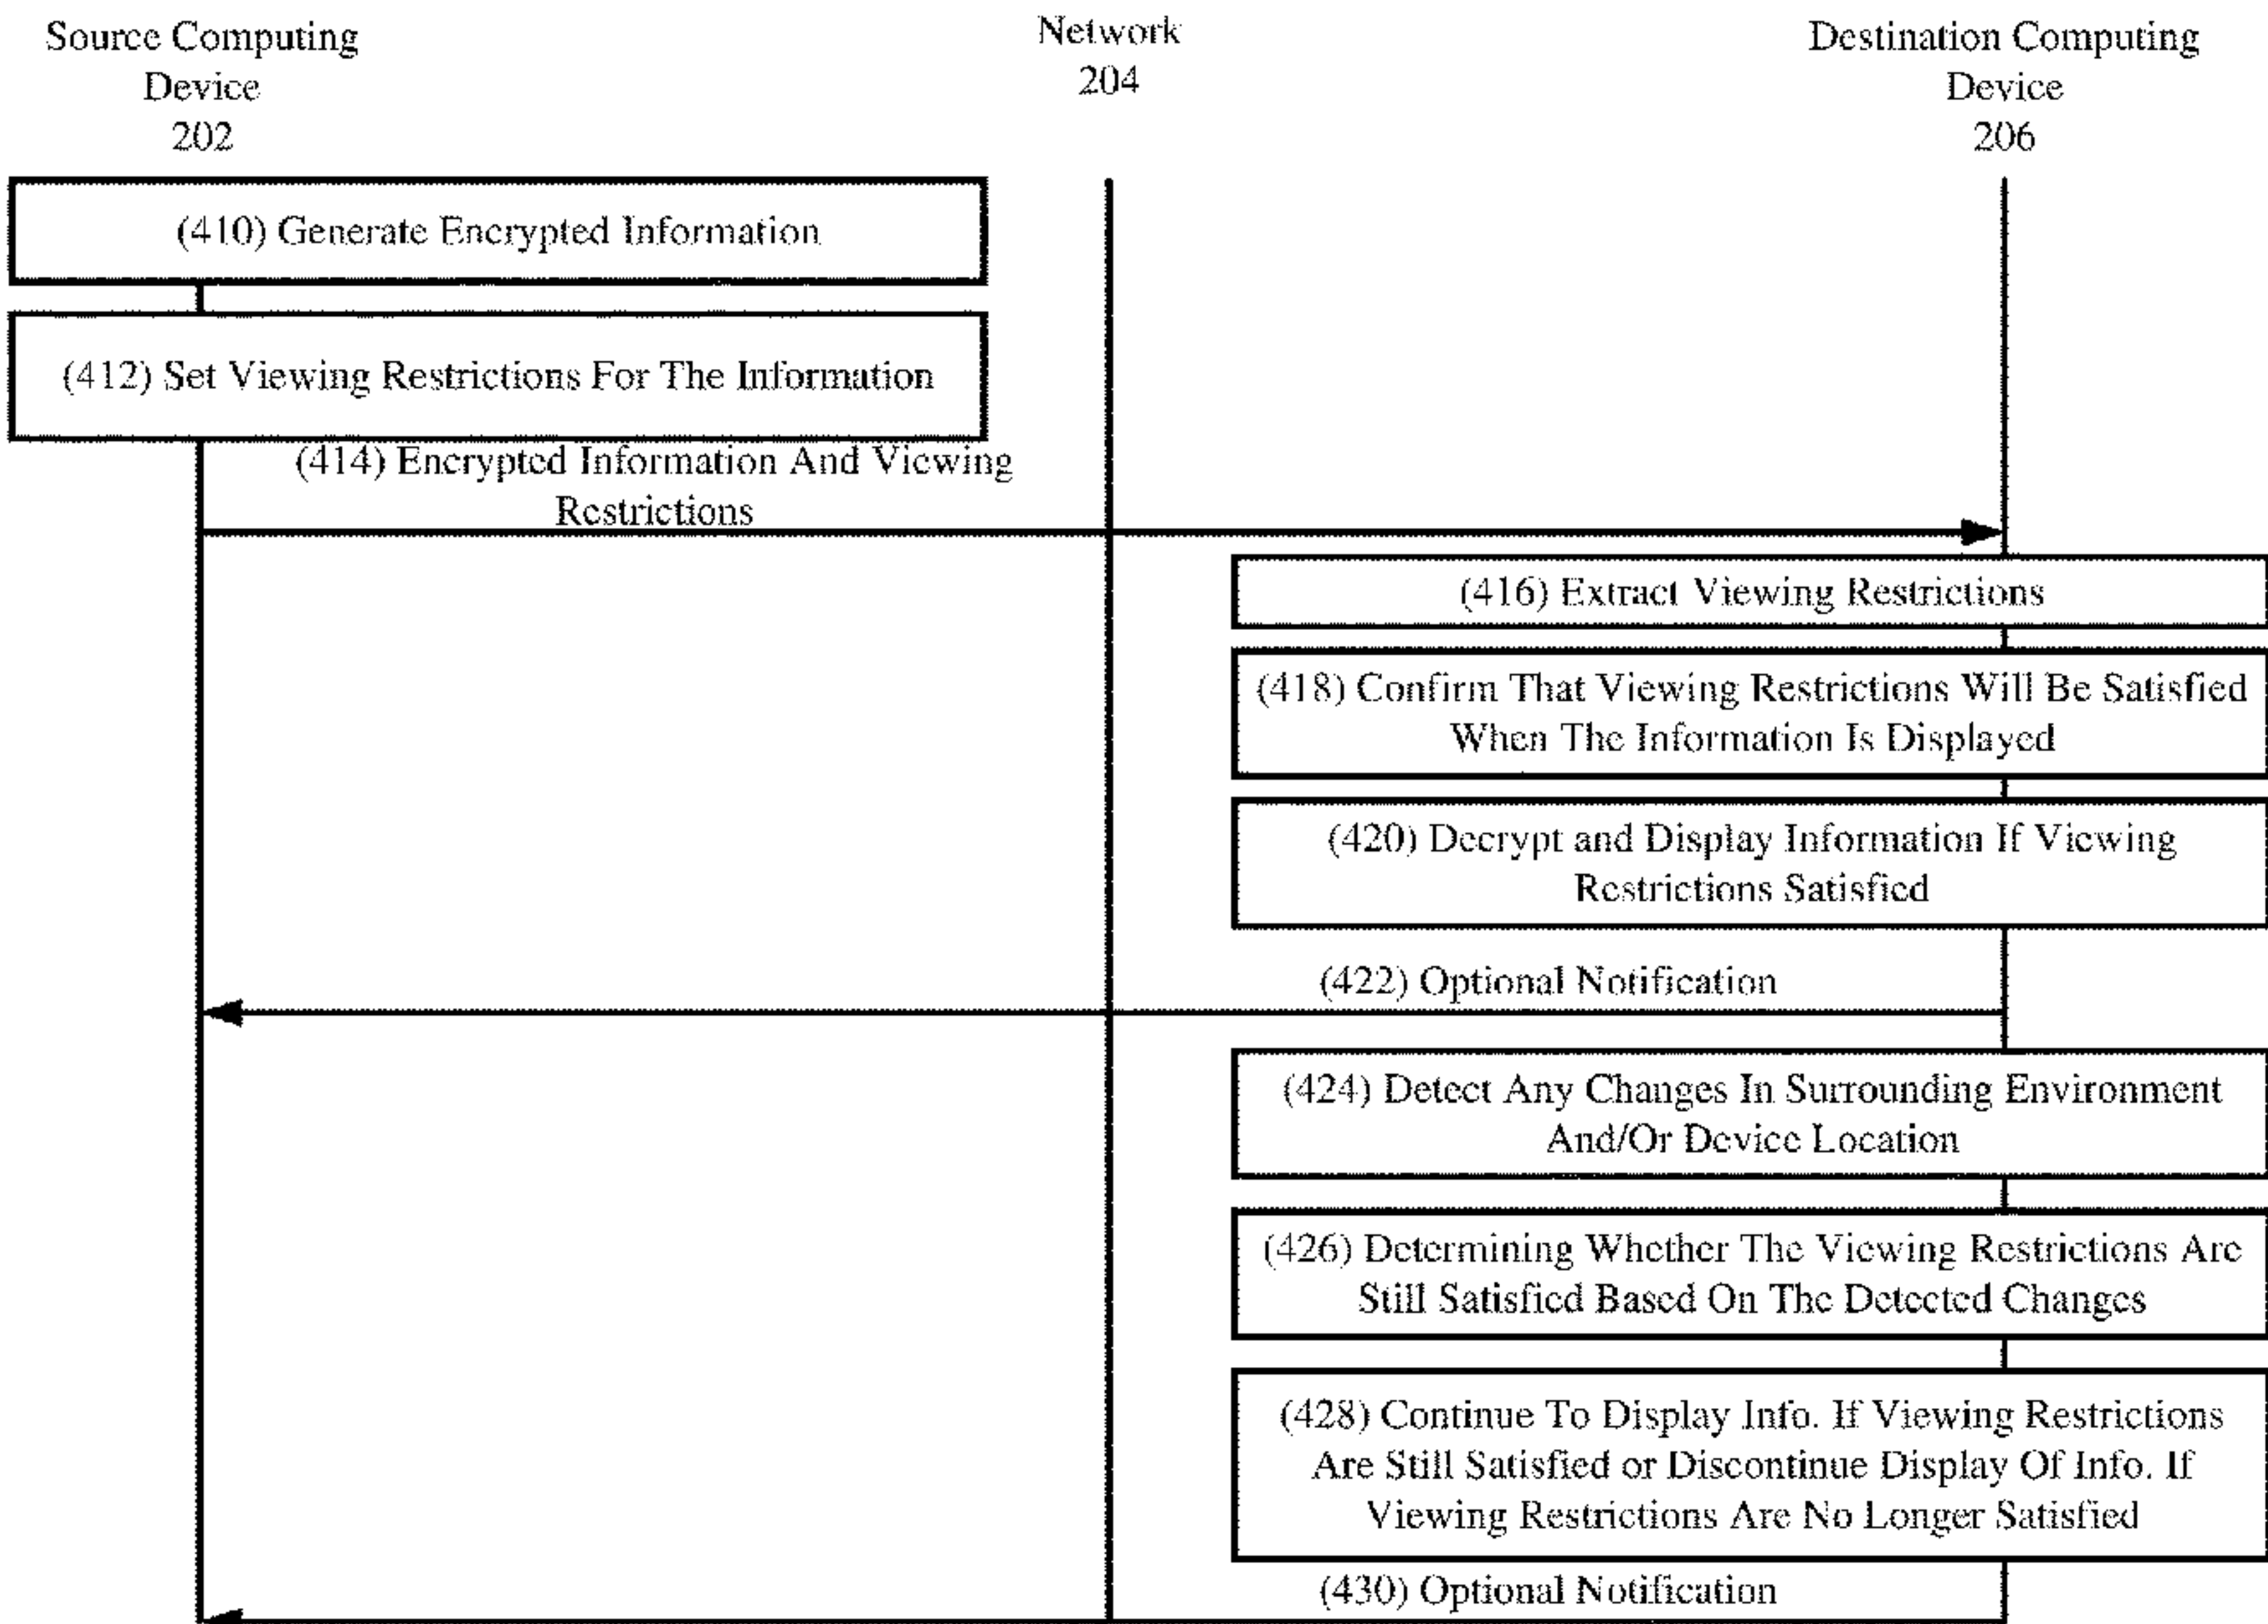 Source Computing
Device
202
Network
204
Destination Computing
Device
206
(410) Generate Encrypted Information
(412) Set Viewing Restrictions For The Information
(414) Encrypted Information And Viewing
Restrictions
(416) Extract Viewing Restrictions
(418) Confirm That Viewing Restrictions Will Be Satisfied
When The Information Is Displayed
(420) Decrypt and Display Information If Viewing
Restrictions Satisfied
(422) Optional Notification
(424) Detect Any Changes In Surrounding Environment
And/Or Device Location
(426) Determining Whether The Viewing Restrictions Are
Still Satisfied Based On The Detected Changes
(428) Continue To Display Info. If Viewing Restrictions
Are Still Satisfied or Discontinue Display Of Info. If
Viewing Restrictions Are No Longer Satisfied
(430) Optional Notification